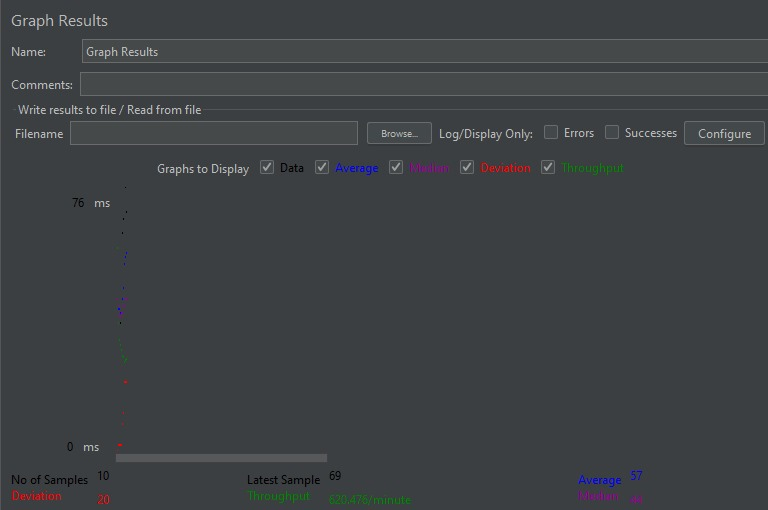 Graph Results
Name: Graph Results
Comments:
Write results to file / Read from file
Filename Browse... Log/Display Only: Errors Successes Configure
Graphs to Display Data Average Median Deviation Throughput
76 ms
0 ms
No of Samples 10 Latest Sample 69 Average 57
Deviation 20 Throughput 620,476/minute Median